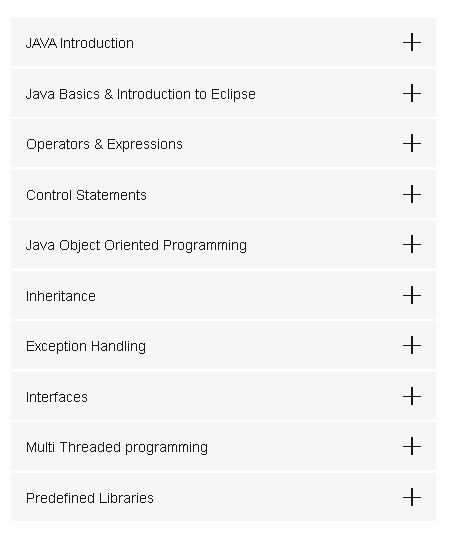 JAVA Introduction
Java Basics & Introduction to Eclipse
Operators & Expressions
Control Statements
Java Object Oriented Programming
Inheritance
Exception Handling
Interfaces
Multi Threaded programming
Predefined Libraries